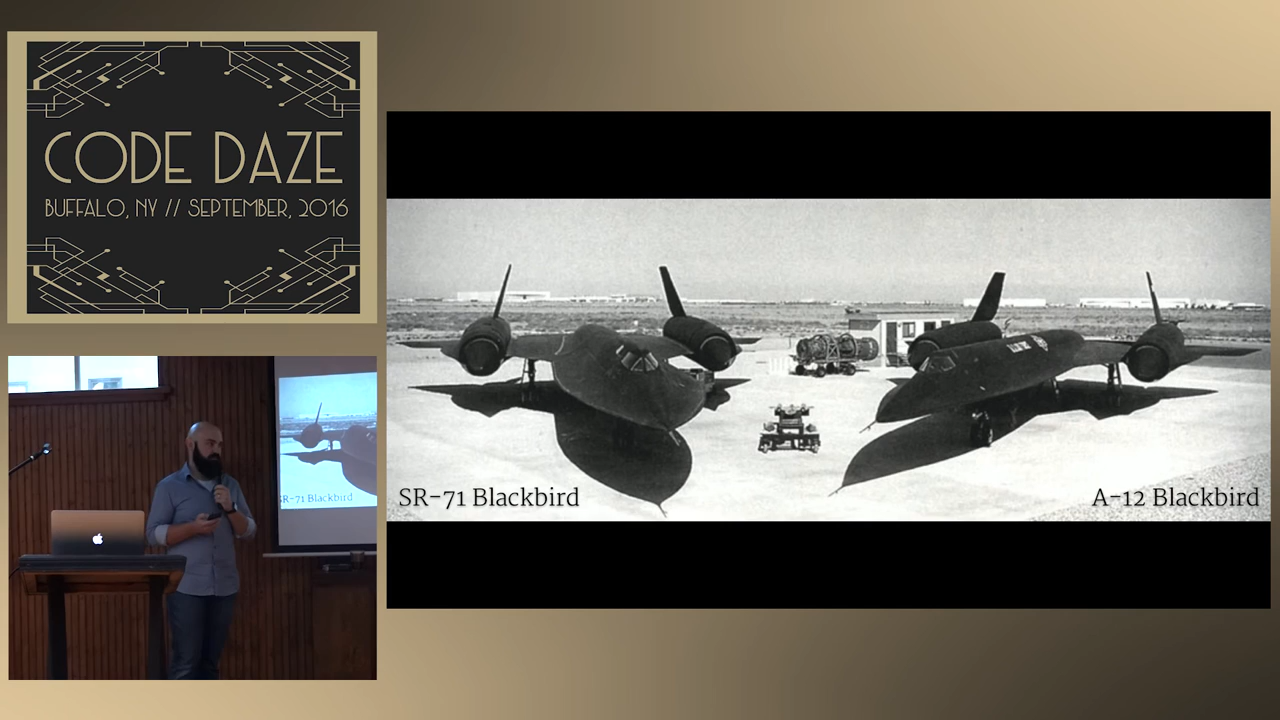 CODE DAZE
BUFFALO, NY // SEPTEMBER, 2016
SR-71 Blackbird
A-12 Blackbird
SR-71 Blackbird